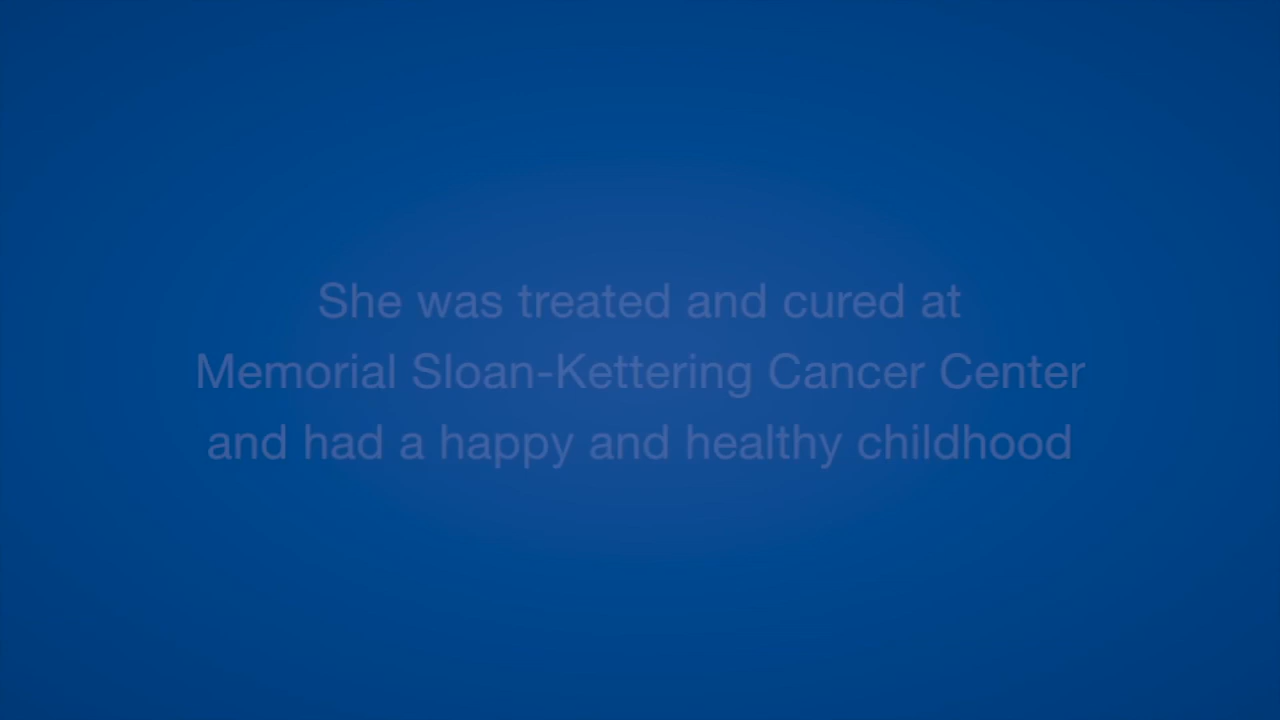 She was treated and cured at
Memorial Sloan-Kettering Cancer Center
and had a happy and healthy childhood